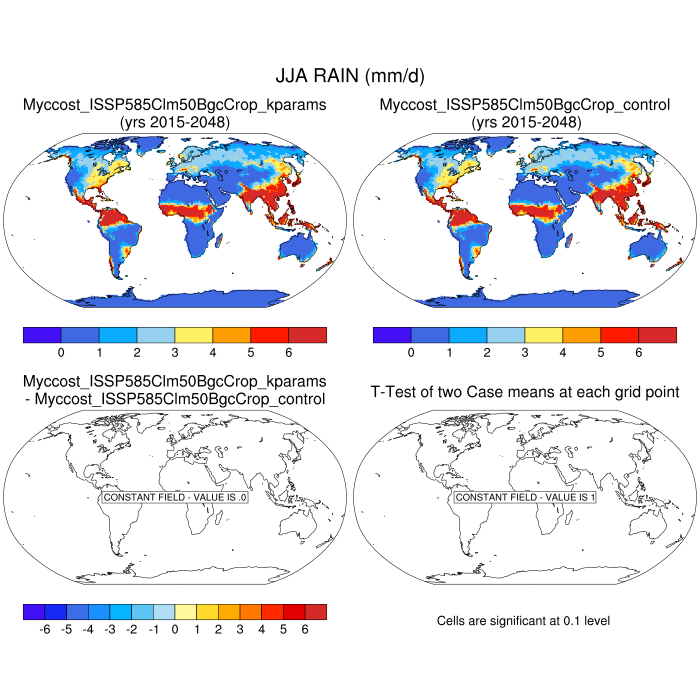 JJA RAIN (mm/d)
Myccost_ISSP585Clm50BgcCrop_kparams
(yrs 2015-2048)
Myccost_ISSP585Clm50BgcCrop_control
(yrs 2015-2048)
0 1 2 3 4 5 6
0 1 2 3 4 5 6
Myccost_ISSP585Clm50BgcCrop_kparams
- Myccost_ISSP585Clm50BgcCrop_control
T-Test of two Case means at each grid point
CONSTANT FIELD - VALUE IS .0
CONSTANT FIELD - VALUE IS 1
-6 -5 -4 -3 -2 -1 0 1 2 3 4 5 6
Cells are significant at 0.1 level